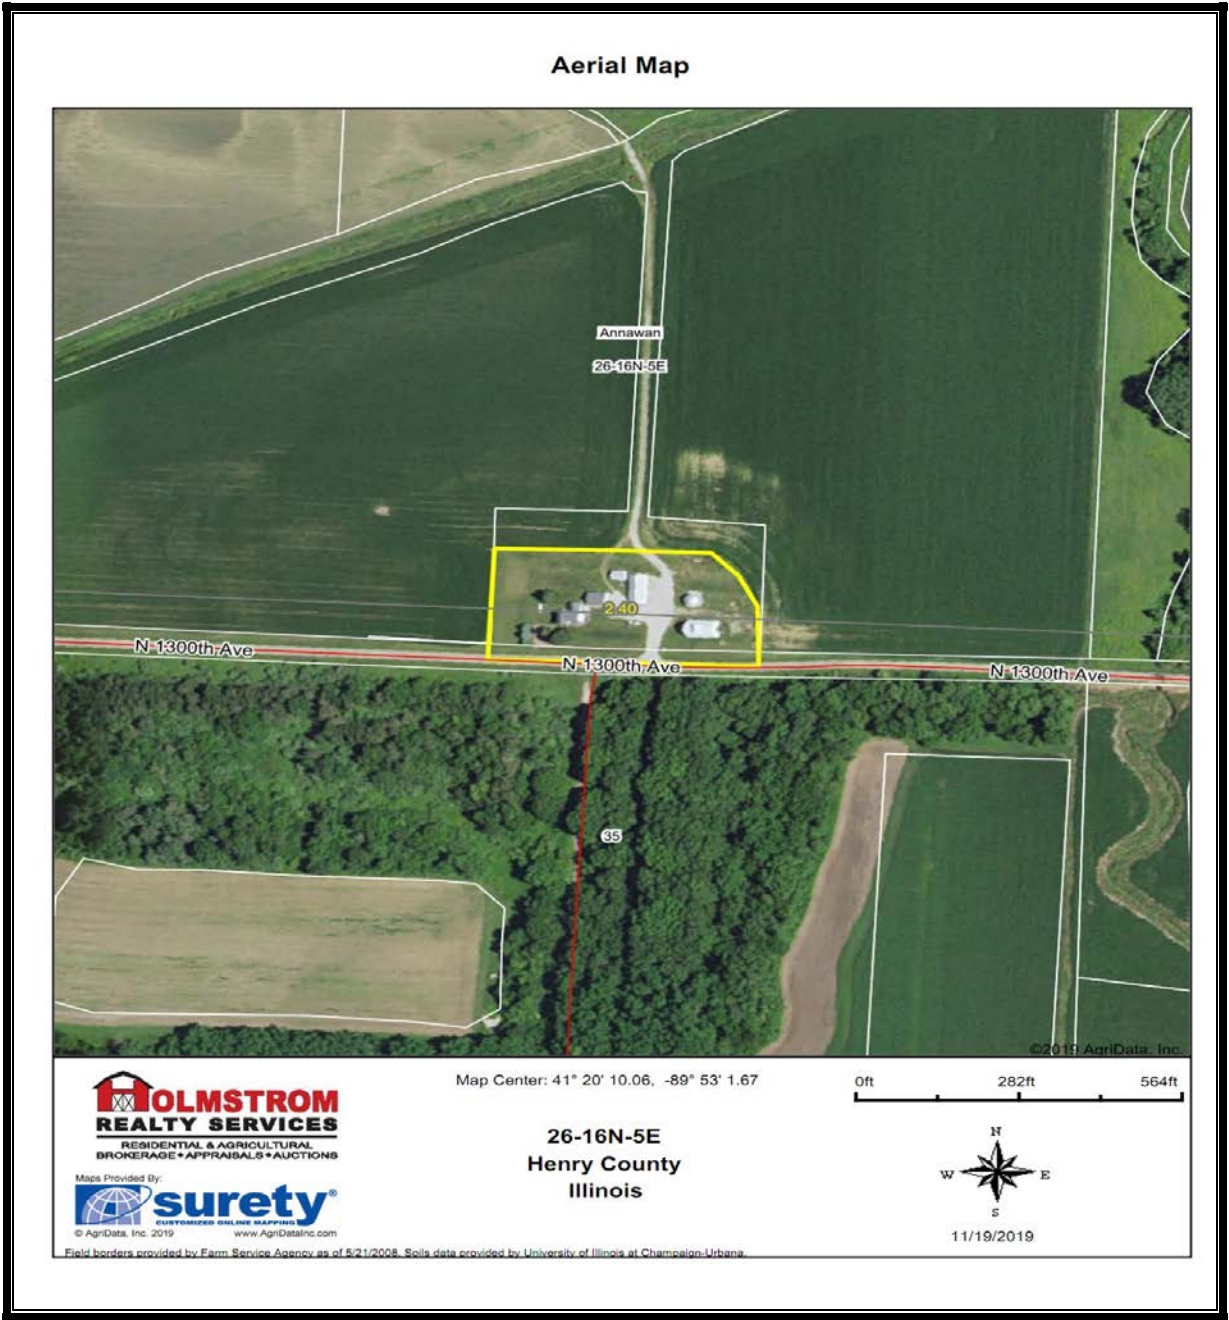 Aerial Map
Annawan
26-16N-5E
2.40
N 1300th Ave
N 1300th Ave
N 1300th Ave
35
©2019 AgriData, Inc.
HOLMSTROM
REALTY SERVICES
RESIDENTIAL & AGRICULTURAL
BROKERAGE•APPRAISALS•AUCTIONS
Maps Provided By:
surety®
CUSTOMIZED ONLINE MAPPING
© AgriData, Inc. 2019 www.AgriDataInc.com
Map Center: 41° 20' 10.06, -89° 53' 1.67
26-16N-5E
Henry County
Illinois
0ft 282ft 564ft
N
W E
S
11/19/2019
Field borders provided by Farm Service Agency as of 5/21/2008. Soils data provided by University of Illinois at Champaign-Urbana.